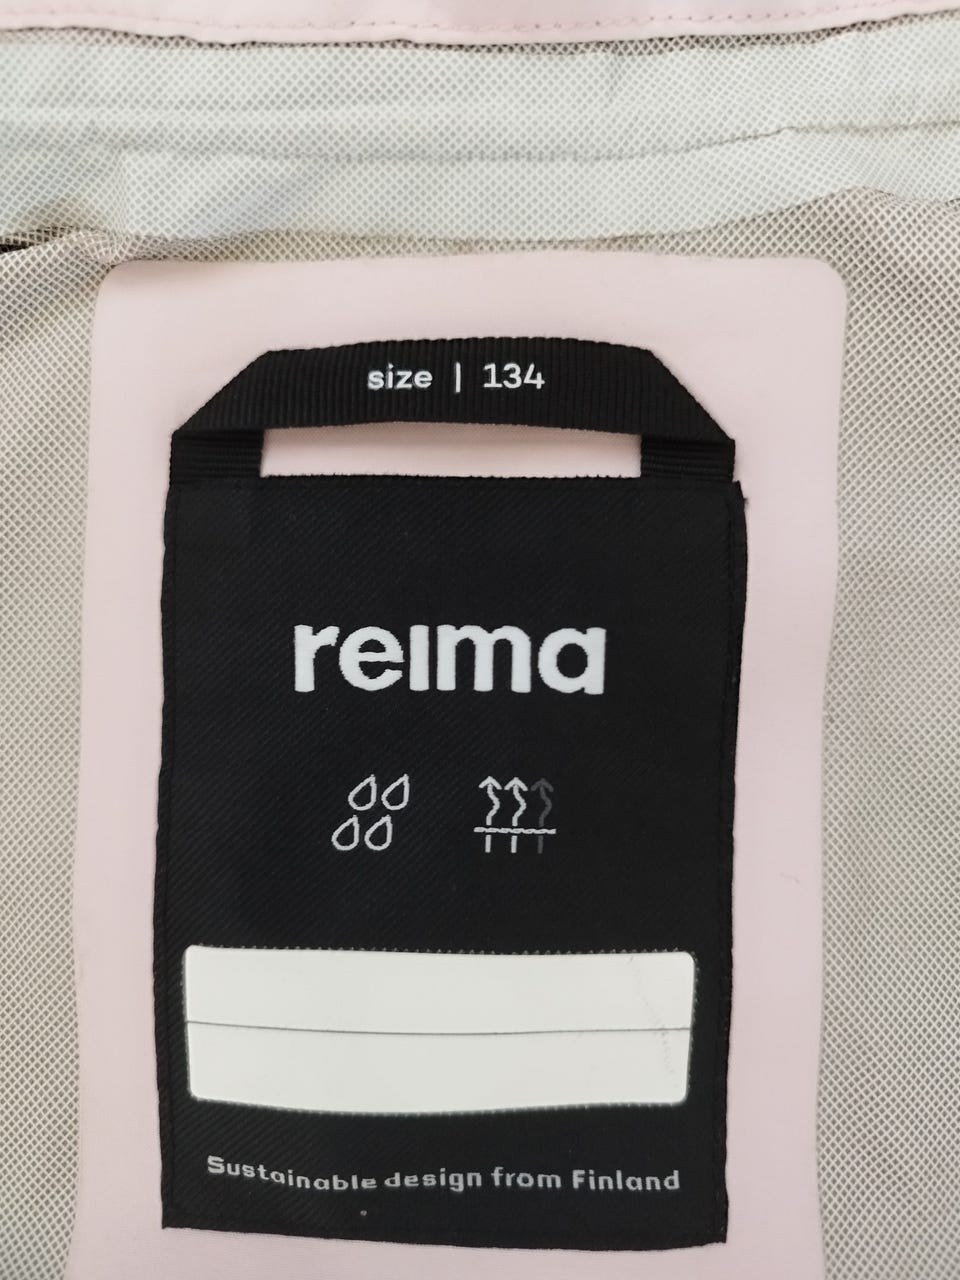 size | 134
reima
Sustainable design from Finland